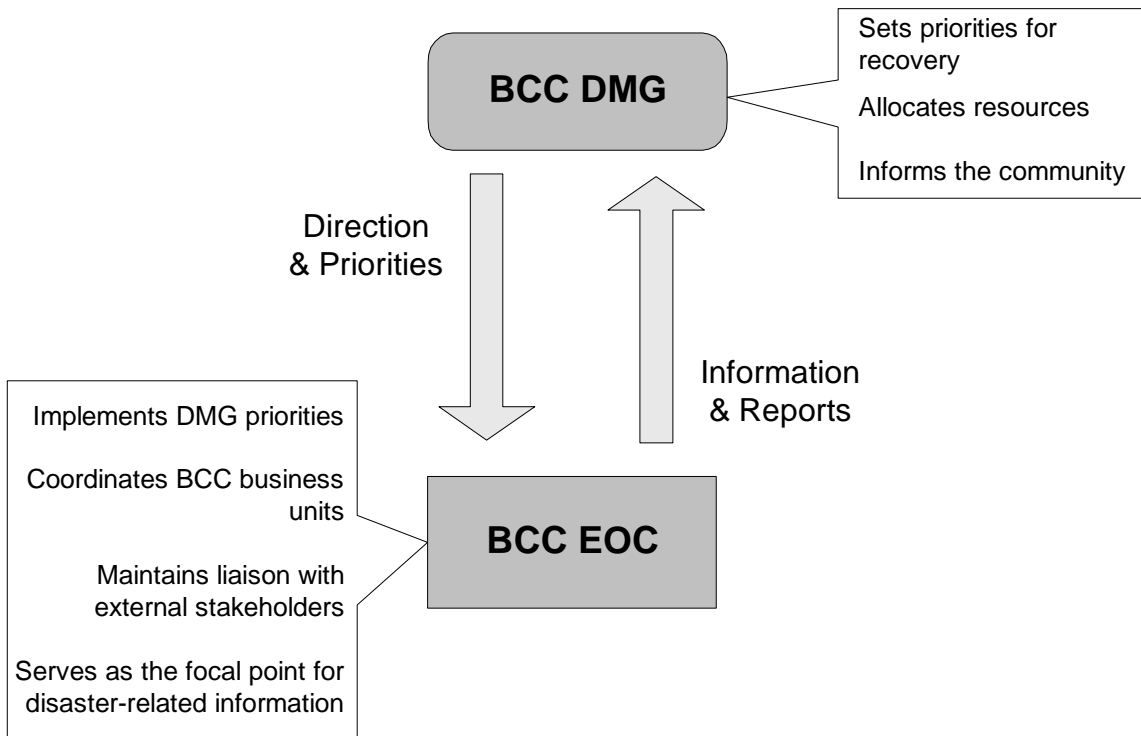 BCC DMG
Sets priorities for
recovery
Allocates resources
Informs the community
Direction
& Priorities
Information
& Reports
Implements DMG priorities
Coordinates BCC business
units
Maintains liaison with
external stakeholders
Serves as the focal point for
disaster-related information
BCC EOC